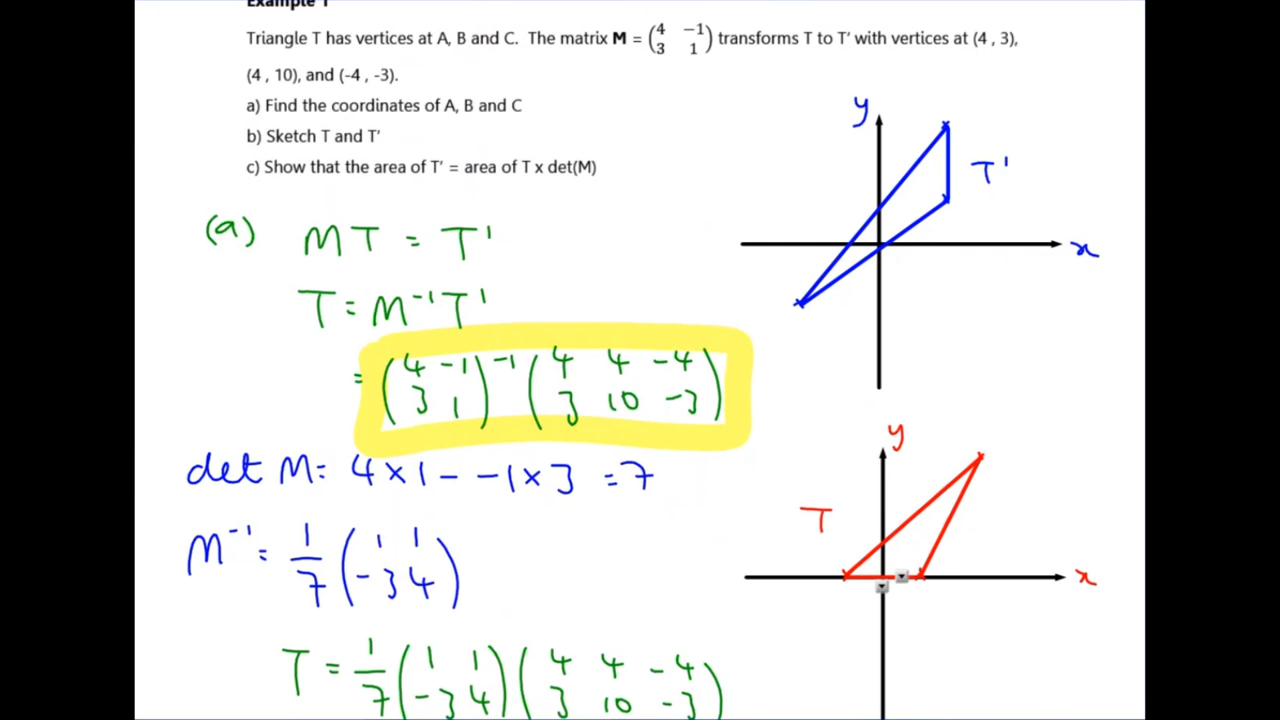 Example 1
Triangle T has vertices at A, B and C. The matrix M = (4 −1 / 3 1) transforms T to T′ with vertices at (4 , 3),
(4 , 10), and (-4 , -3).
a) Find the coordinates of A, B and C
b) Sketch T and T′
c) Show that the area of T′ = area of T x det(M)
(a) MT = T'
T = M⁻¹T'
= (4 -1 / 3 1)⁻¹ (4 4 -4 / 3 10 -3)
det M = 4×1 - -1×3 = 7
M⁻¹ = 1/7 (1 1 / -3 4)
T = 1/7 (1 1 / -3 4) (4 4 -4 / 3 10 -3)
y
T'
x
y
T
x